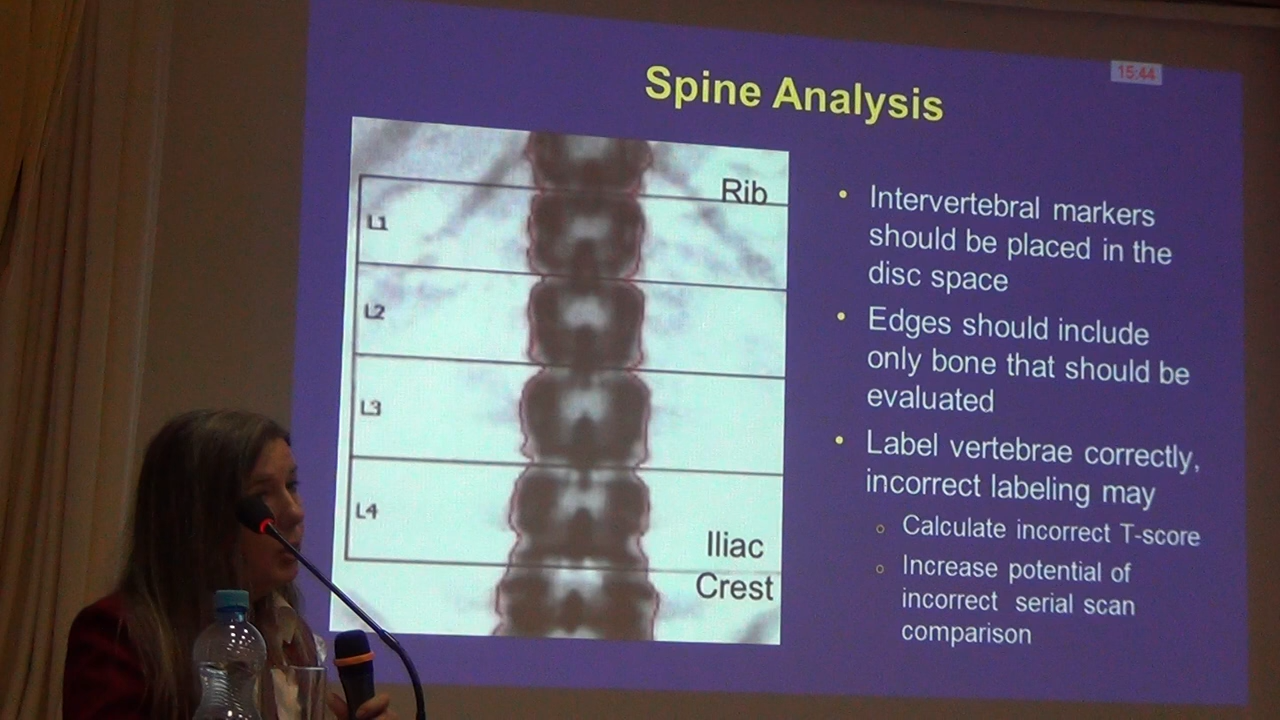 Spine Analysis
15:44
Rib
L1
L2
L3
L4
Iliac
Crest
• Intervertebral markers
should be placed in the
disc space
• Edges should include
only bone that should be
evaluated
• Label vertebrae correctly,
incorrect labeling may
○ Calculate incorrect T-score
○ Increase potential of
incorrect serial scan
comparison